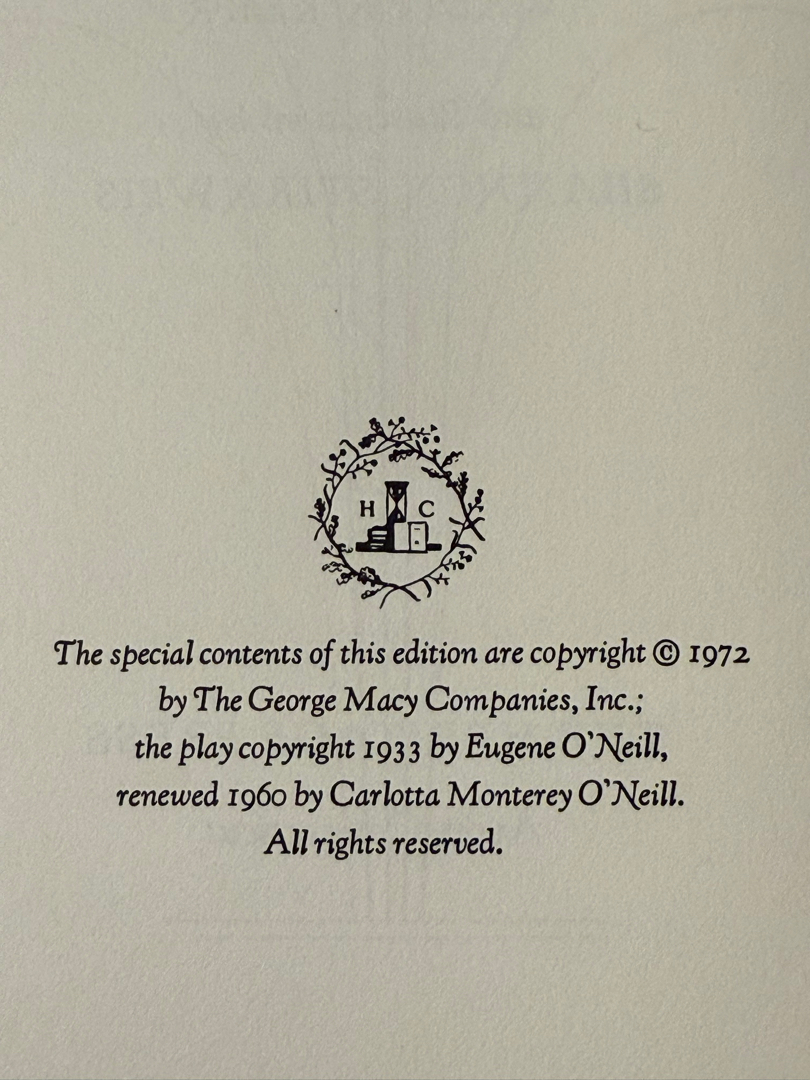 H C
The special contents of this edition are copyright © 1972
by The George Macy Companies, Inc.;
the play copyright 1933 by Eugene O'Neill,
renewed 1960 by Carlotta Monterey O'Neill.
All rights reserved.